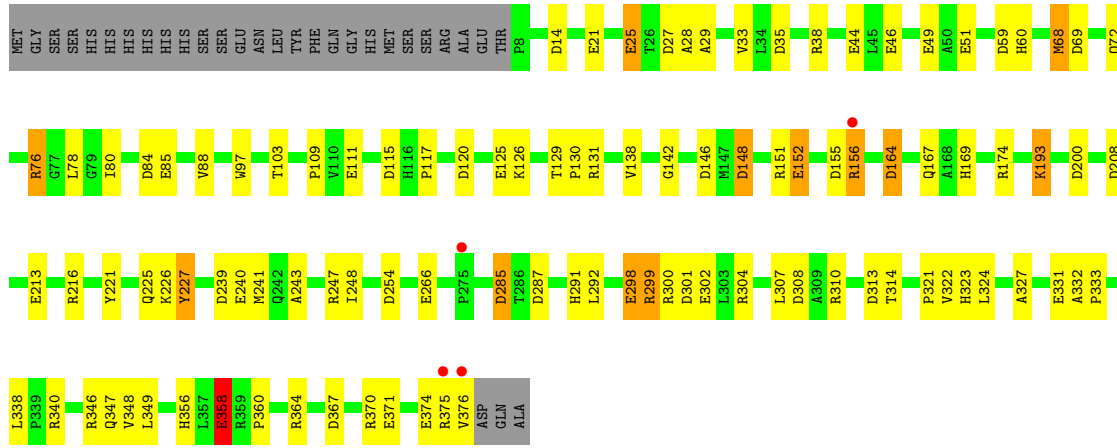 MET GLY SER SER HIS HIS HIS HIS HIS HIS SER SER GLU ASN LEU TYR PHE GLN GLY HIS MET SER SER ARG ALA GLU THR P8 D14 E21 E25 T26 D27 A28 A29 V33 L34 D35 R38 E44 L45 E46 E49 A50 E51 D59 H60 M68 D69 D72
R76 G77 L78 G79 I80 D84 E85 V88 W97 T103 P109 V110 E111 D115 H116 P117 D120 E125 K126 T129 P130 R131 V138 G142 D146 M147 D148 R151 E152 D155 R156 D164 Q167 A168 H169 R174 K193 D200 D208
E213 R216 Y221 Q225 K226 Y227 D239 E240 M241 Q242 A243 R247 I248 D254 E266 P275 D285 T286 D287 H291 L292 E298 R299 R300 D301 E302 L303 R304 L307 D308 A309 R310 D313 T314 P321 V322 H323 L324 A327 E331 A332 P333
L338 P339 R340 R346 Q347 V348 L349 H356 L357 E358 R359 P360 R364 D367 R370 E371 E374 R375 V376 ASP GLN ALA